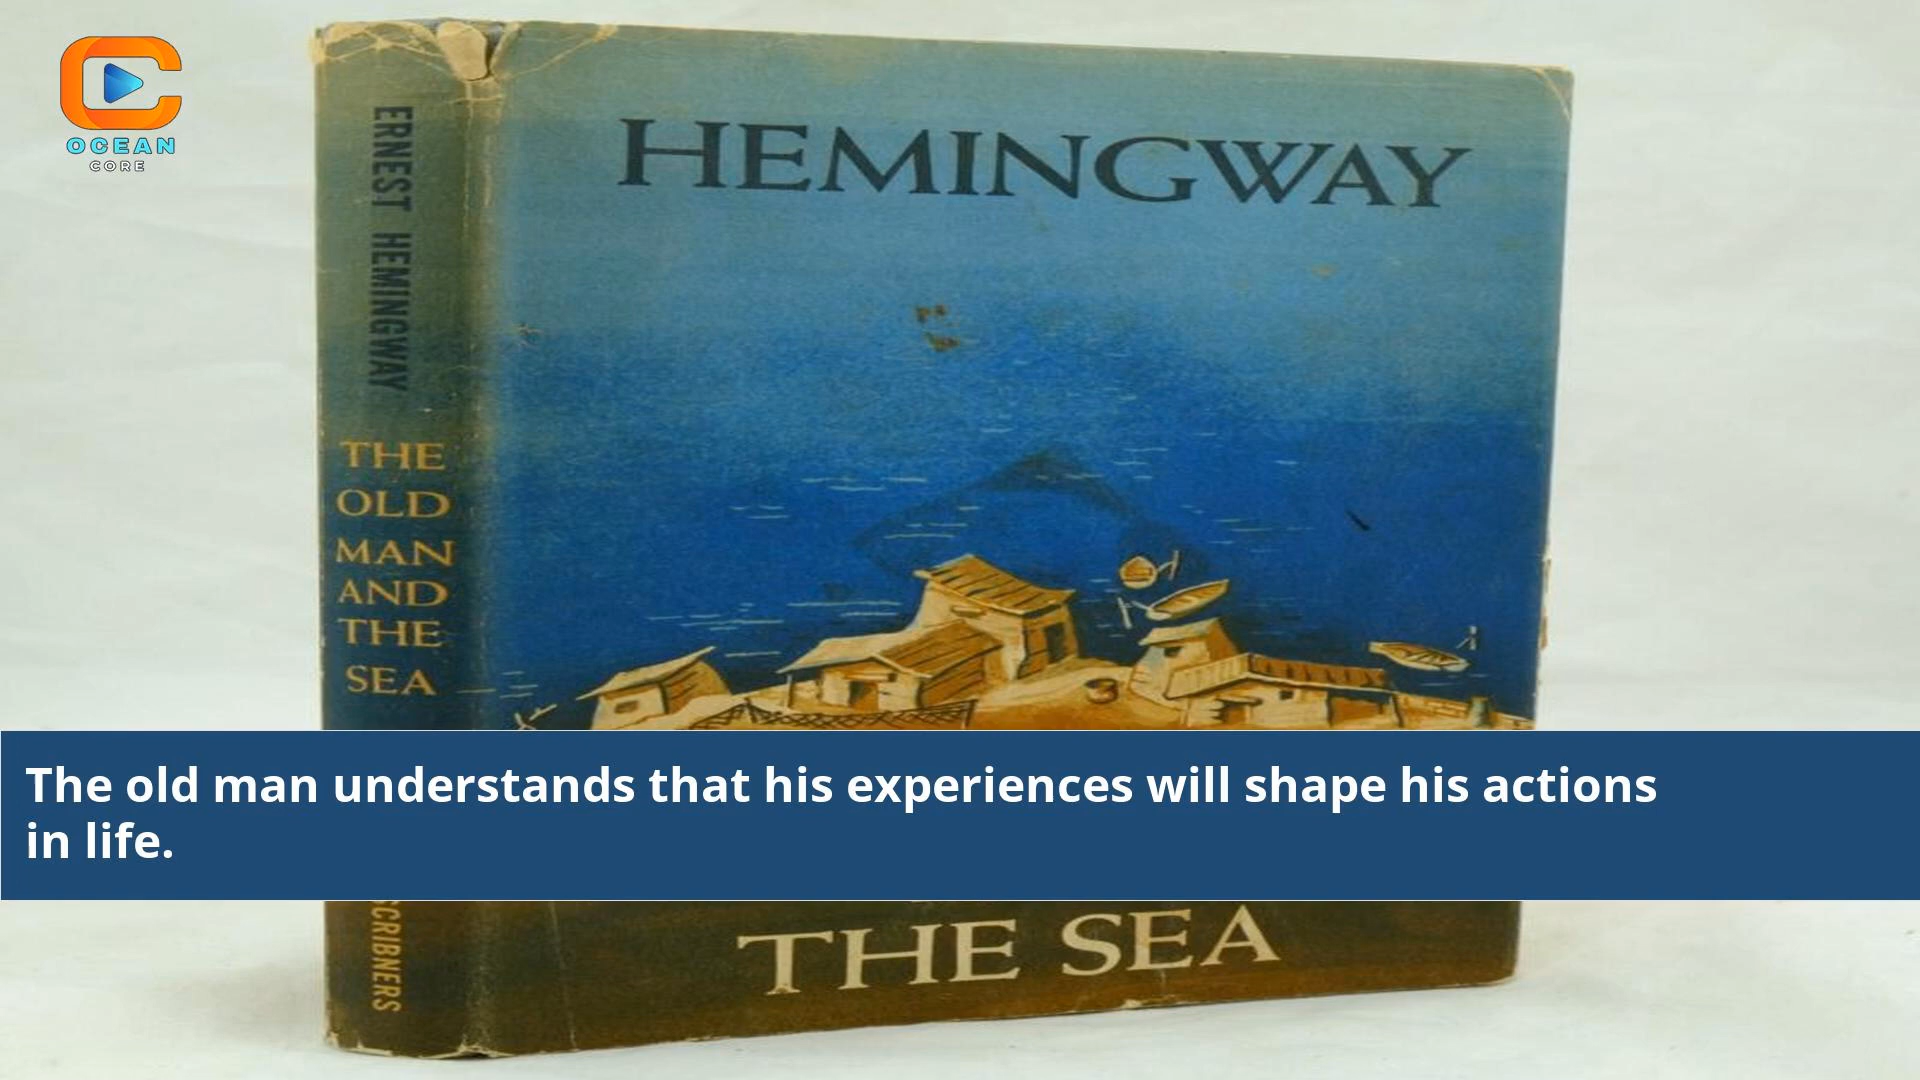 OCEAN
CORE
ERNEST HEMINGWAY
THE
OLD
MAN
AND
THE
SEA
SCRIBNERS
HEMINGWAY
The old man understands that his experiences will shape his actions
in life.
THE SEA